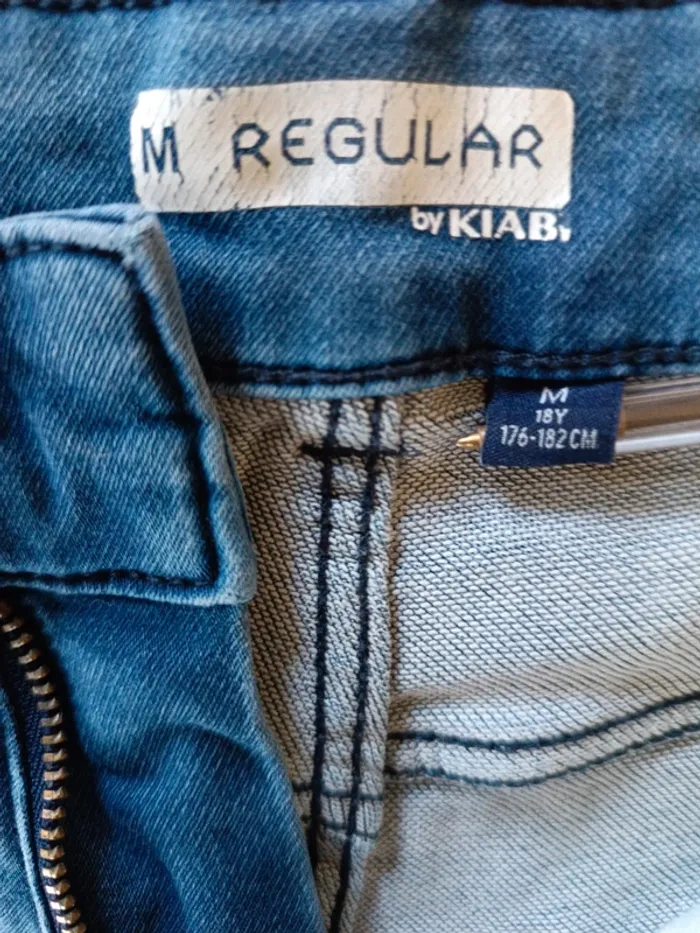 M REGULAR
by KIABI
M
18Y
176-182CM